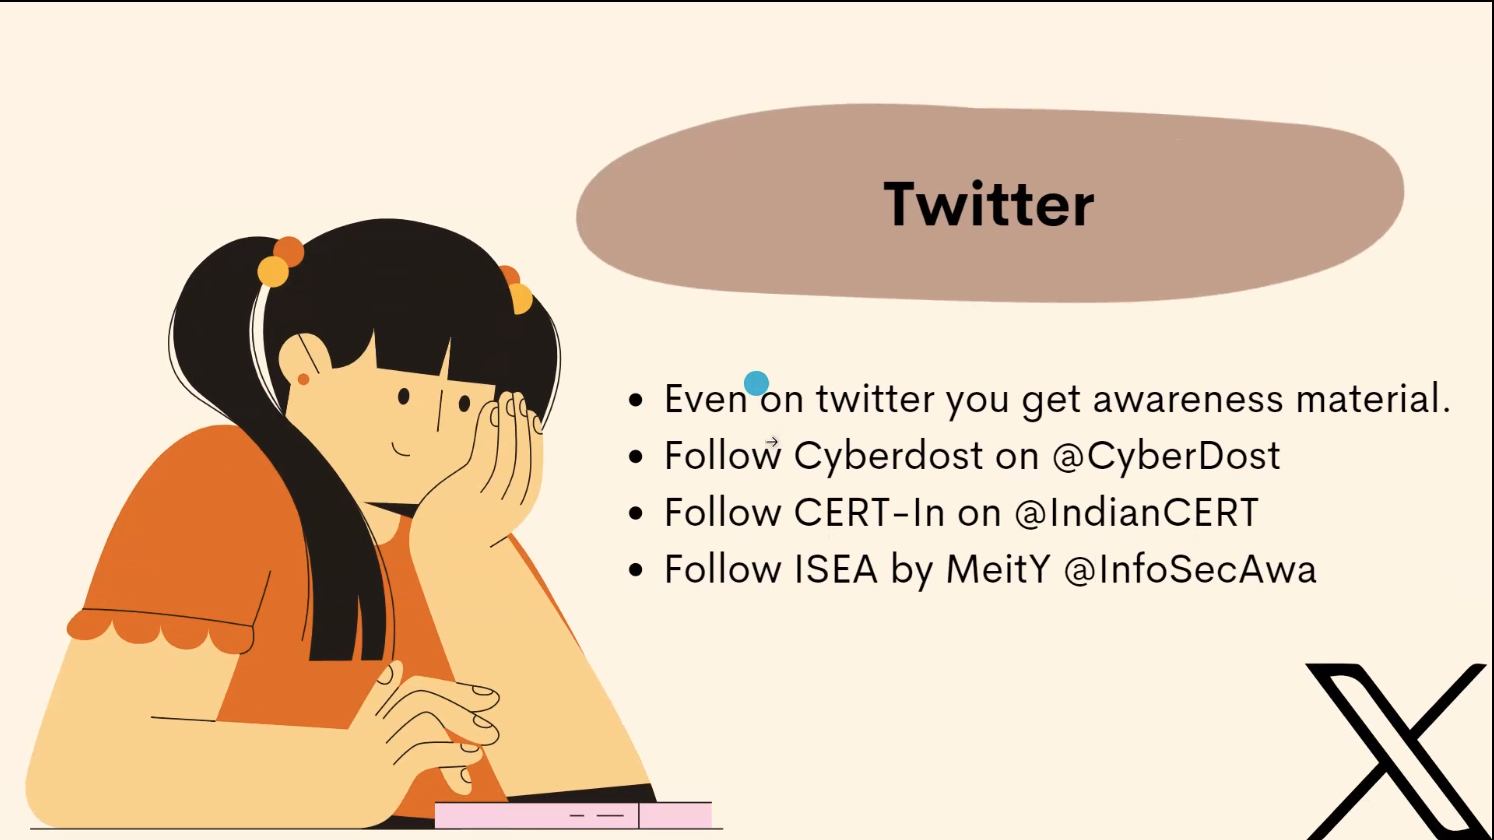 Twitter
• Even on twitter you get awareness material.
• Follow Cyberdost on @CyberDost
• Follow CERT-In on @IndianCERT
• Follow ISEA by MeitY @InfoSecAwa